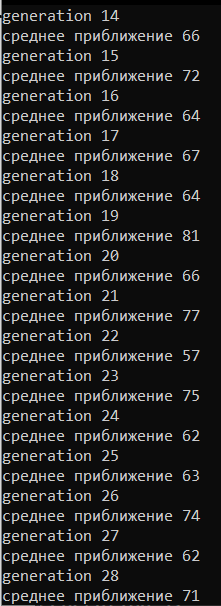 generation 14
среднее приближение 66
generation 15
среднее приближение 72
generation 16
среднее приближение 64
generation 17
среднее приближение 67
generation 18
среднее приближение 64
generation 19
среднее приближение 81
generation 20
среднее приближение 66
generation 21
среднее приближение 77
generation 22
среднее приближение 57
generation 23
среднее приближение 75
generation 24
среднее приближение 62
generation 25
среднее приближение 63
generation 26
среднее приближение 74
generation 27
среднее приближение 62
generation 28
среднее приближение 71